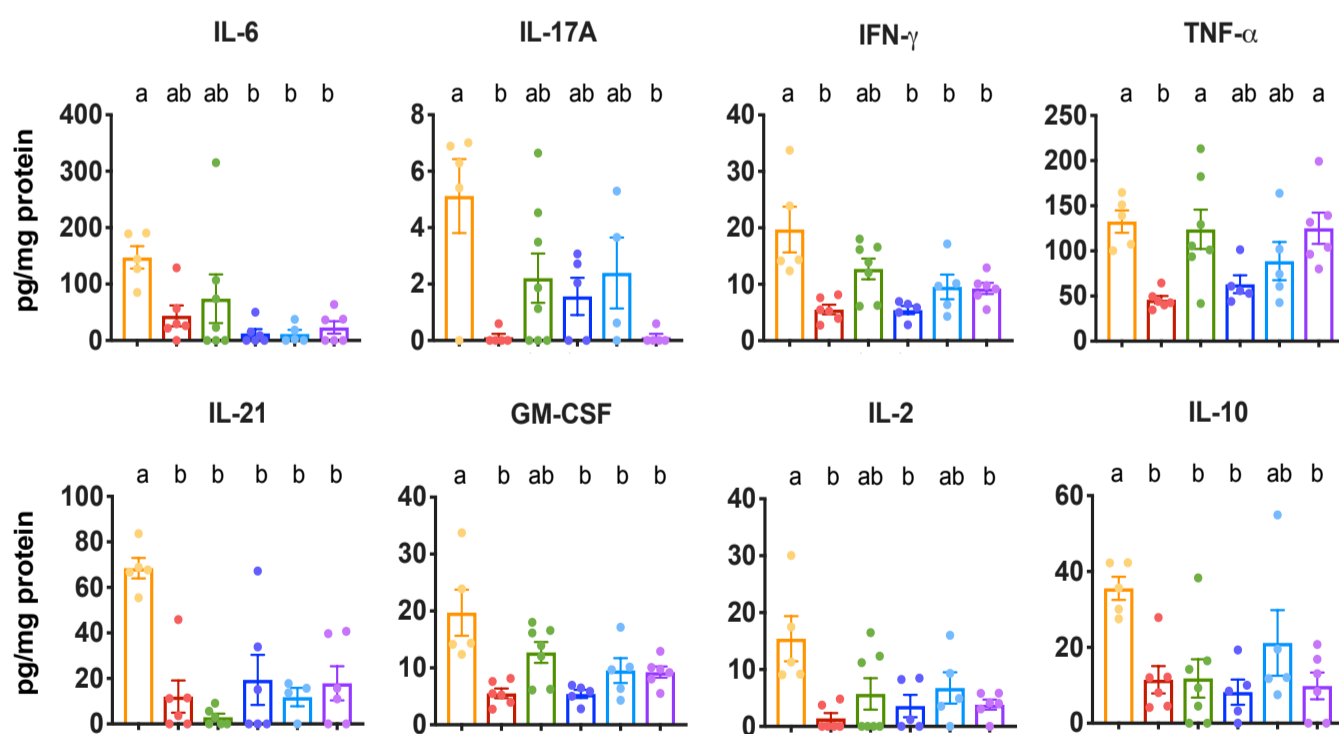 IL-6
IL-17A
IFN-γ
TNF-α
a ab ab b b b
a b ab ab ab b
a b ab b b b
a b a ab ab a
pg/mg protein
400
300
200
100
0
8
6
4
2
0
40
30
20
10
0
250
200
150
100
50
0
IL-21
GM-CSF
IL-2
IL-10
a b b b b b
a b ab b b b
a b ab b ab b
a b b b ab b
pg/mg protein
100
80
60
40
20
0
40
30
20
10
0
40
30
20
10
0
60
40
20
0